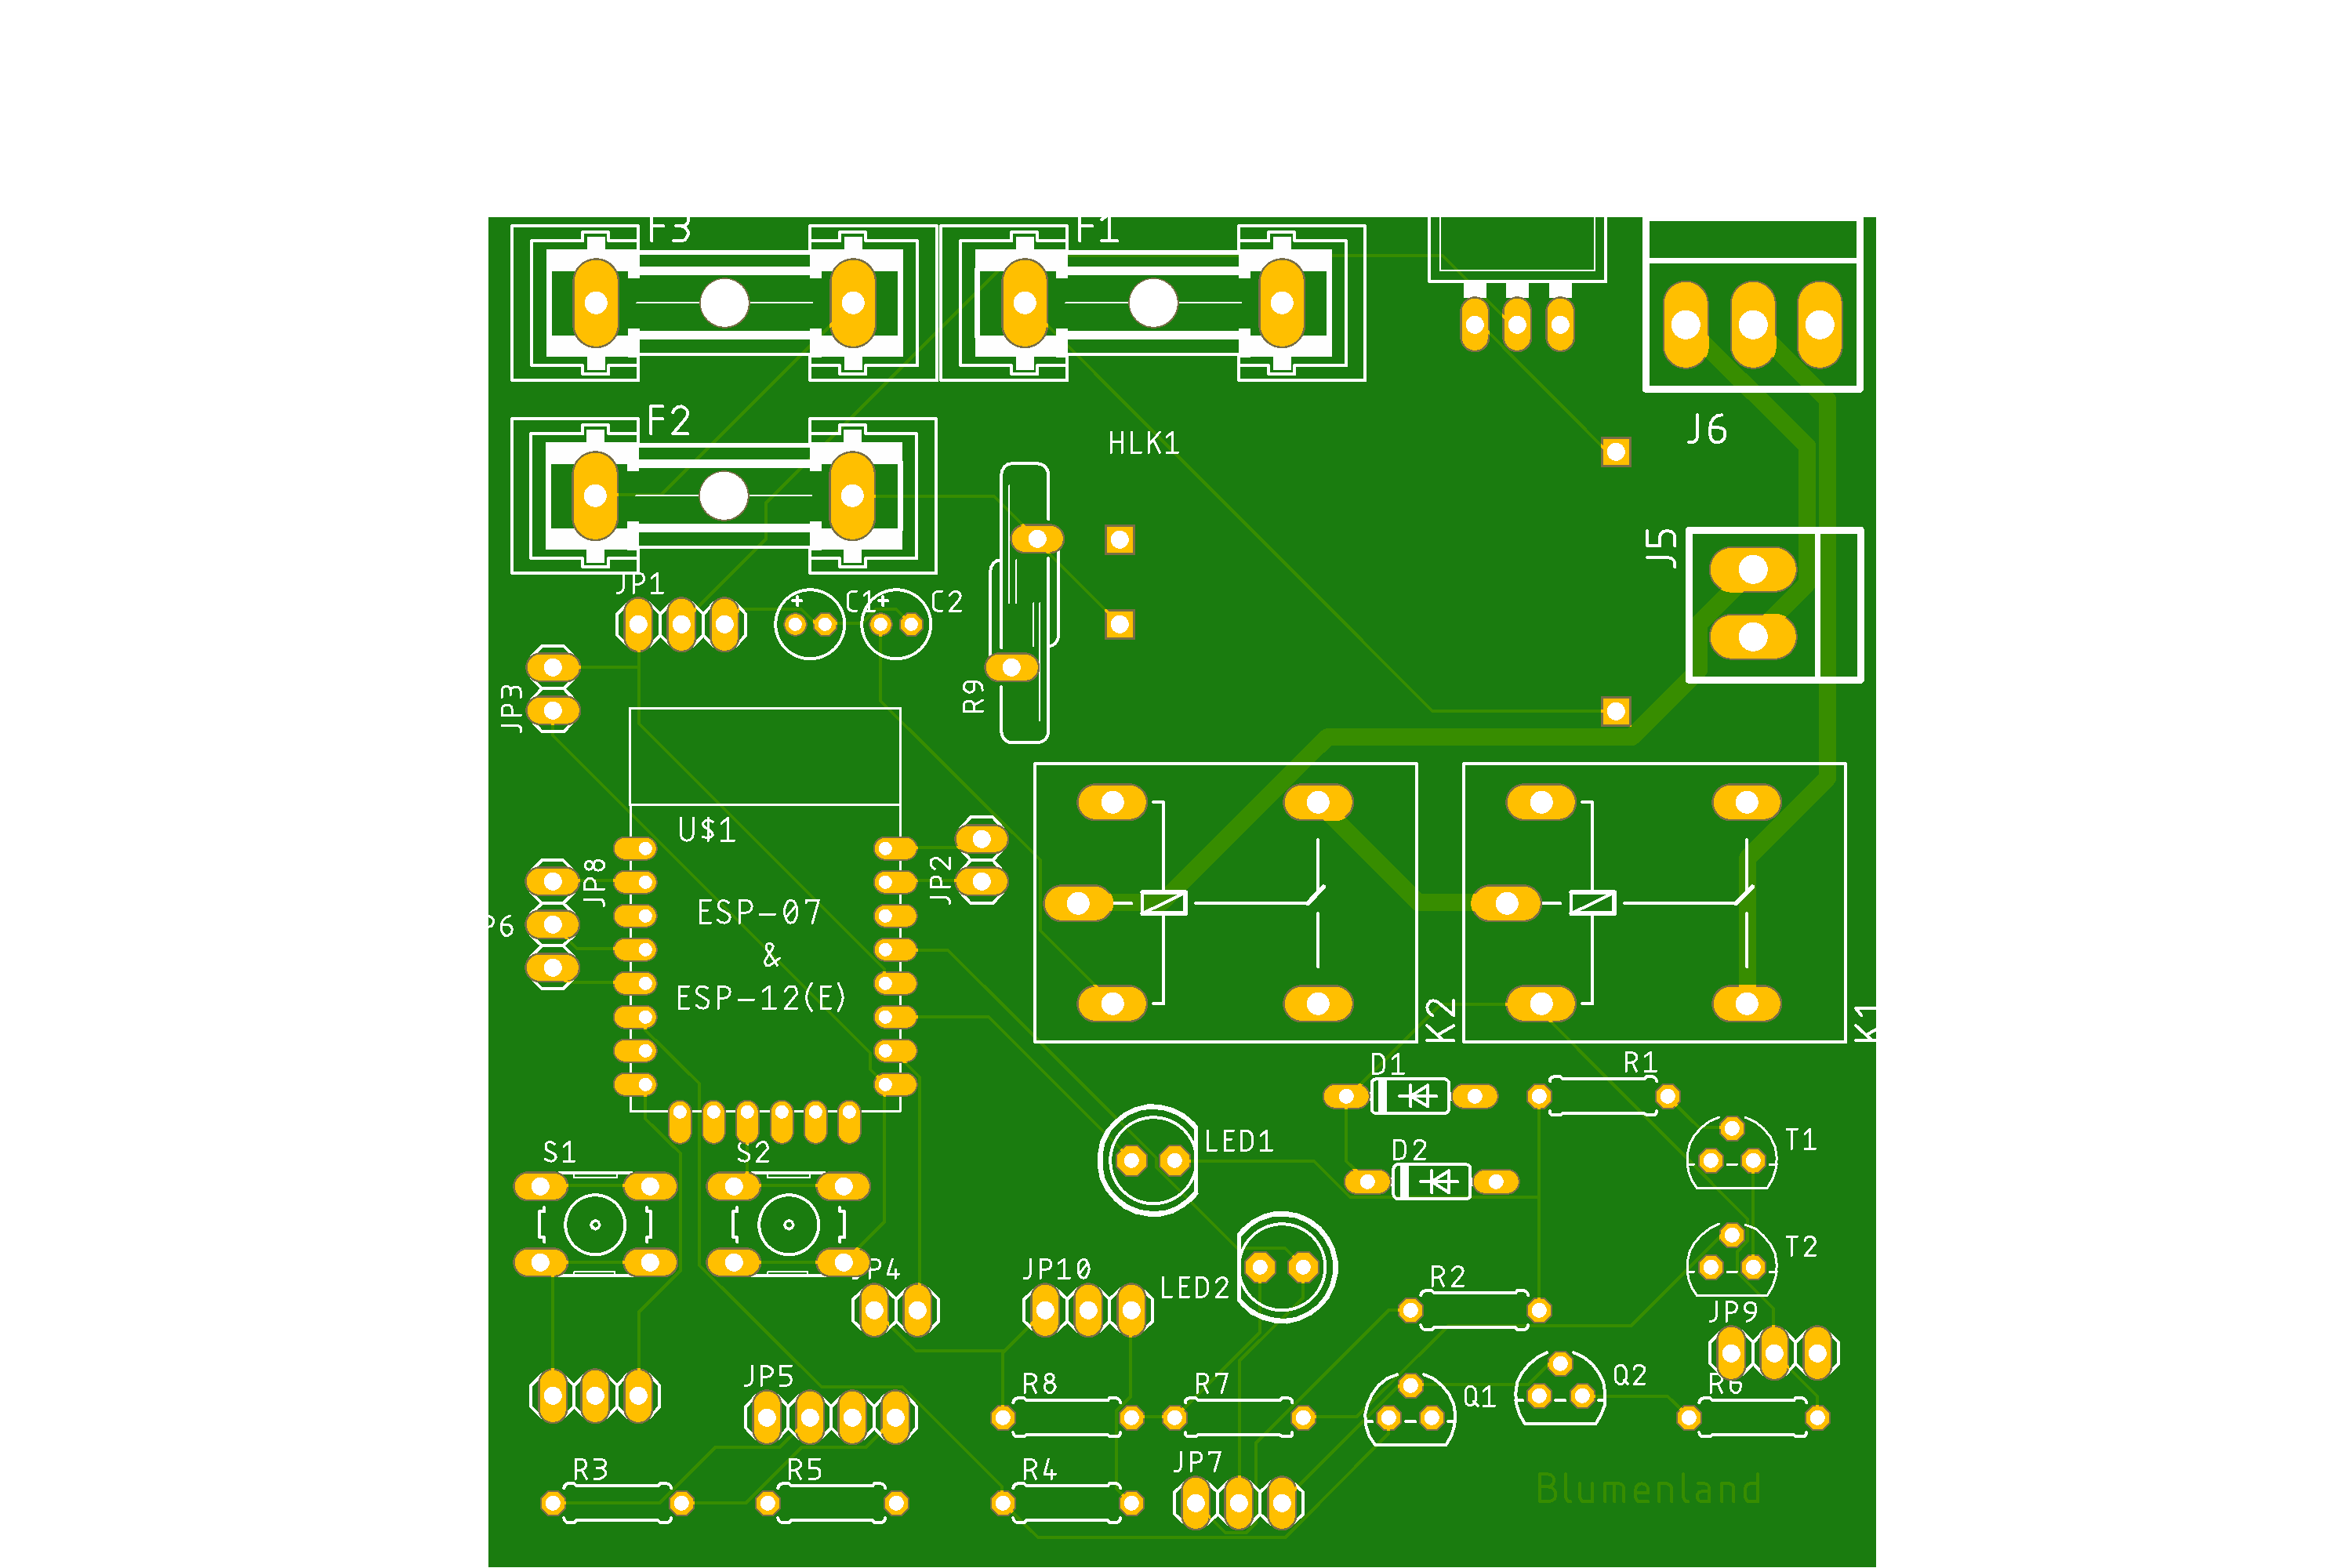 F3
F1
F2
HLK1
J6
J5
JP1
C1
C2
JP3
R9
U$1
JP8
JP2
P6
ESP-07
&
ESP-12(E)
K2
K1
D1
R1
LED1
D2
T1
S1
S2
T2
JP4
JP10
LED2
R2
JP9
JP5
R8
R7
Q1
Q2
R6
R3
R5
R4
JP7
Blumenland